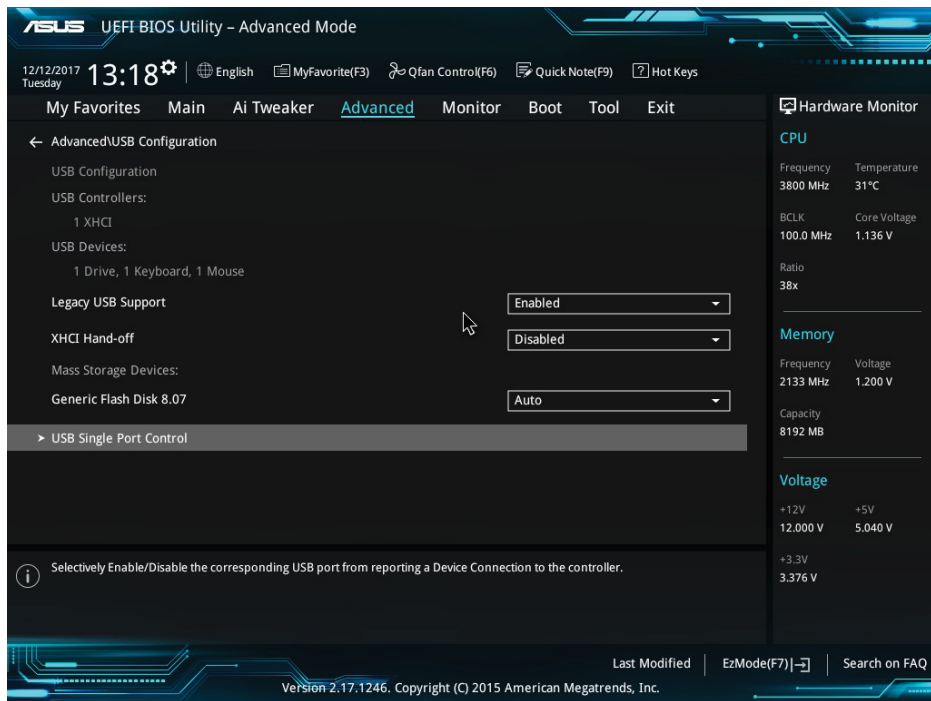 ASUS UEFI BIOS Utility – Advanced Mode
12/12/2017 Tuesday 13:18 English MyFavorite(F3) Qfan Control(F6) Quick Note(F9) ? Hot Keys
My Favorites Main Ai Tweaker Advanced Monitor Boot Tool Exit
Advanced\USB Configuration
USB Configuration
USB Controllers:
1 XHCI
USB Devices:
1 Drive, 1 Keyboard, 1 Mouse
Legacy USB Support Enabled
XHCI Hand-off Disabled
Mass Storage Devices:
Generic Flash Disk 8.07 Auto
USB Single Port Control
Selectively Enable/Disable the corresponding USB port from reporting a Device Connection to the controller.
Hardware Monitor
CPU
Frequency Temperature
3800 MHz 31°C
BCLK Core Voltage
100.0 MHz 1.136 V
Ratio
38x
Memory
Frequency Voltage
2133 MHz 1.200 V
Capacity
8192 MB
Voltage
+12V +5V
12.000 V 5.040 V
+3.3V
3.376 V
Last Modified EzMode(F7) Search on FAQ
Version 2.17.1246. Copyright (C) 2015 American Megatrends, Inc.